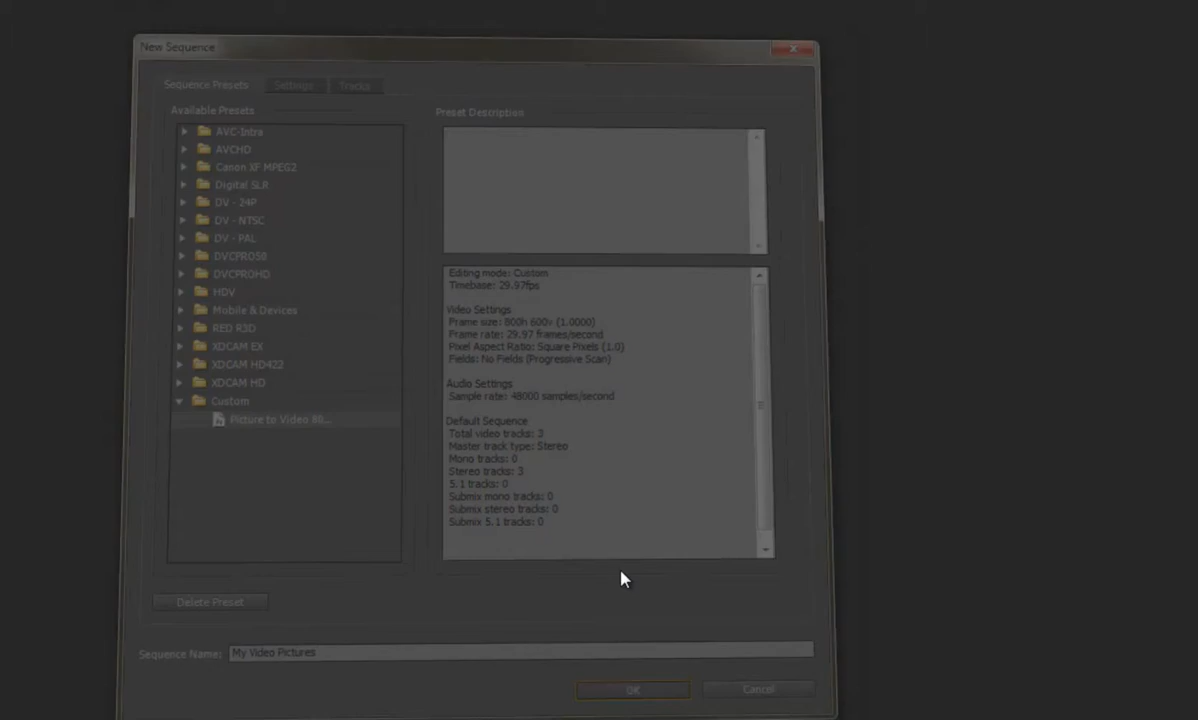 New Sequence
Sequence Presets
Settings
Tracks
Available Presets
AVC-Intra
AVCHD
Canon XF MPEG2
Digital SLR
DV - 24P
DV - NTSC
DV - PAL
DVCPRO50
DVCPROHD
HDV
Mobile & Devices
RED R3D
XDCAM EX
XDCAM HD422
XDCAM HD
Custom
Picture to Video 80...
Preset Description
Editing mode: Custom
Timebase: 29.97fps
Video Settings
Frame size: 800h 600v (1.0000)
Frame rate: 29.97 frames/second
Pixel Aspect Ratio: Square Pixels (1.0)
Fields: No Fields (Progressive Scan)
Audio Settings
Sample rate: 48000 samples/second
Default Sequence
Total video tracks: 3
Master track type: Stereo
Mono tracks: 0
Stereo tracks: 3
5.1 tracks: 0
Submix mono tracks: 0
Submix stereo tracks: 0
Submix 5.1 tracks: 0
Delete Preset
Sequence Name: My Video Pictures
OK
Cancel